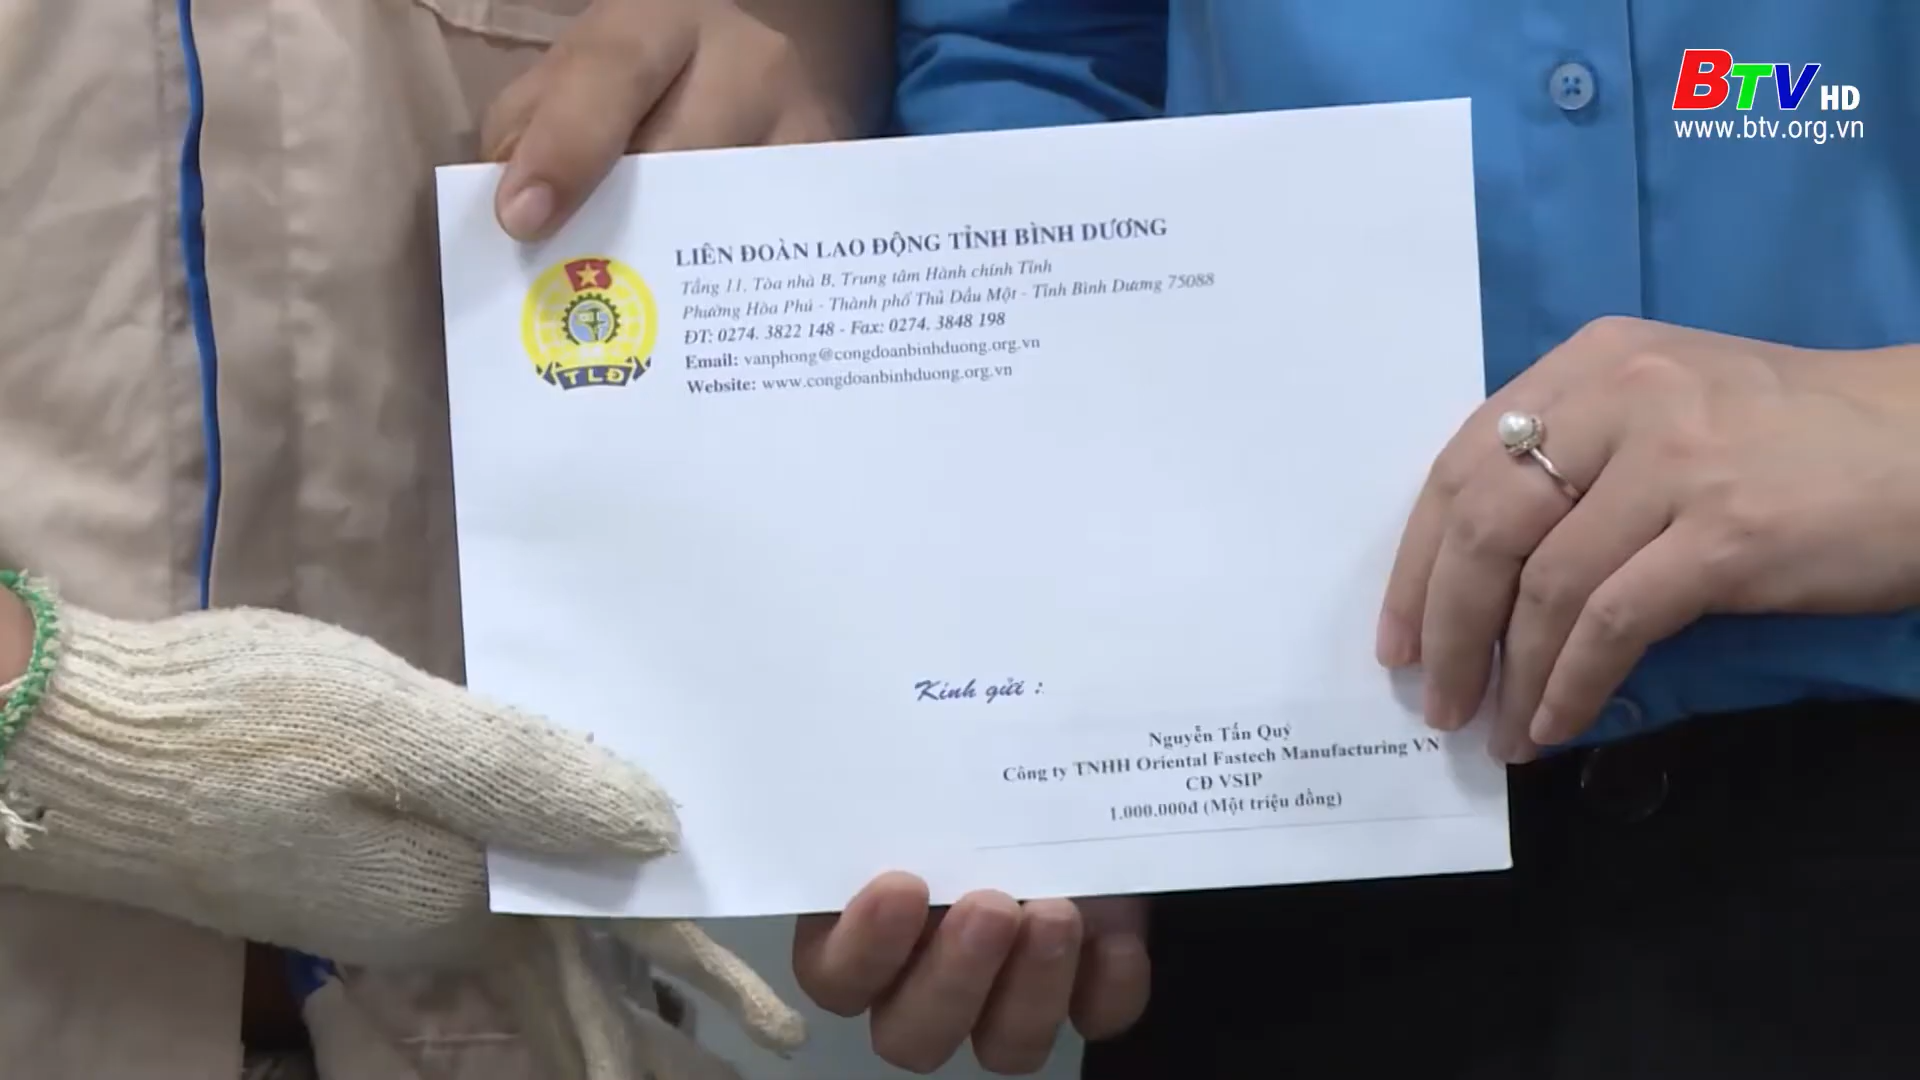 BTV HD
www.btv.org.vn
LIÊN ĐOÀN LAO ĐỘNG TỈNH BÌNH DƯƠNG
Tầng 11, Tòa nhà B, Trung tâm Hành chính Tỉnh
Phường Hòa Phú - Thành phố Thủ Dầu Một - Tỉnh Bình Dương 75088
ĐT: 0274. 3822 148 - Fax: 0274. 3848 198
Email: vanphong@congdoanbinhduong.org.vn
Website: www.congdoanbinhduong.org.vn
TLĐ
Kính gửi :
Nguyễn Tấn Quý
Công ty TNHH Oriental Fastech Manufacturing VN
CĐ VSIP
1.000.000đ (Một triệu đồng)